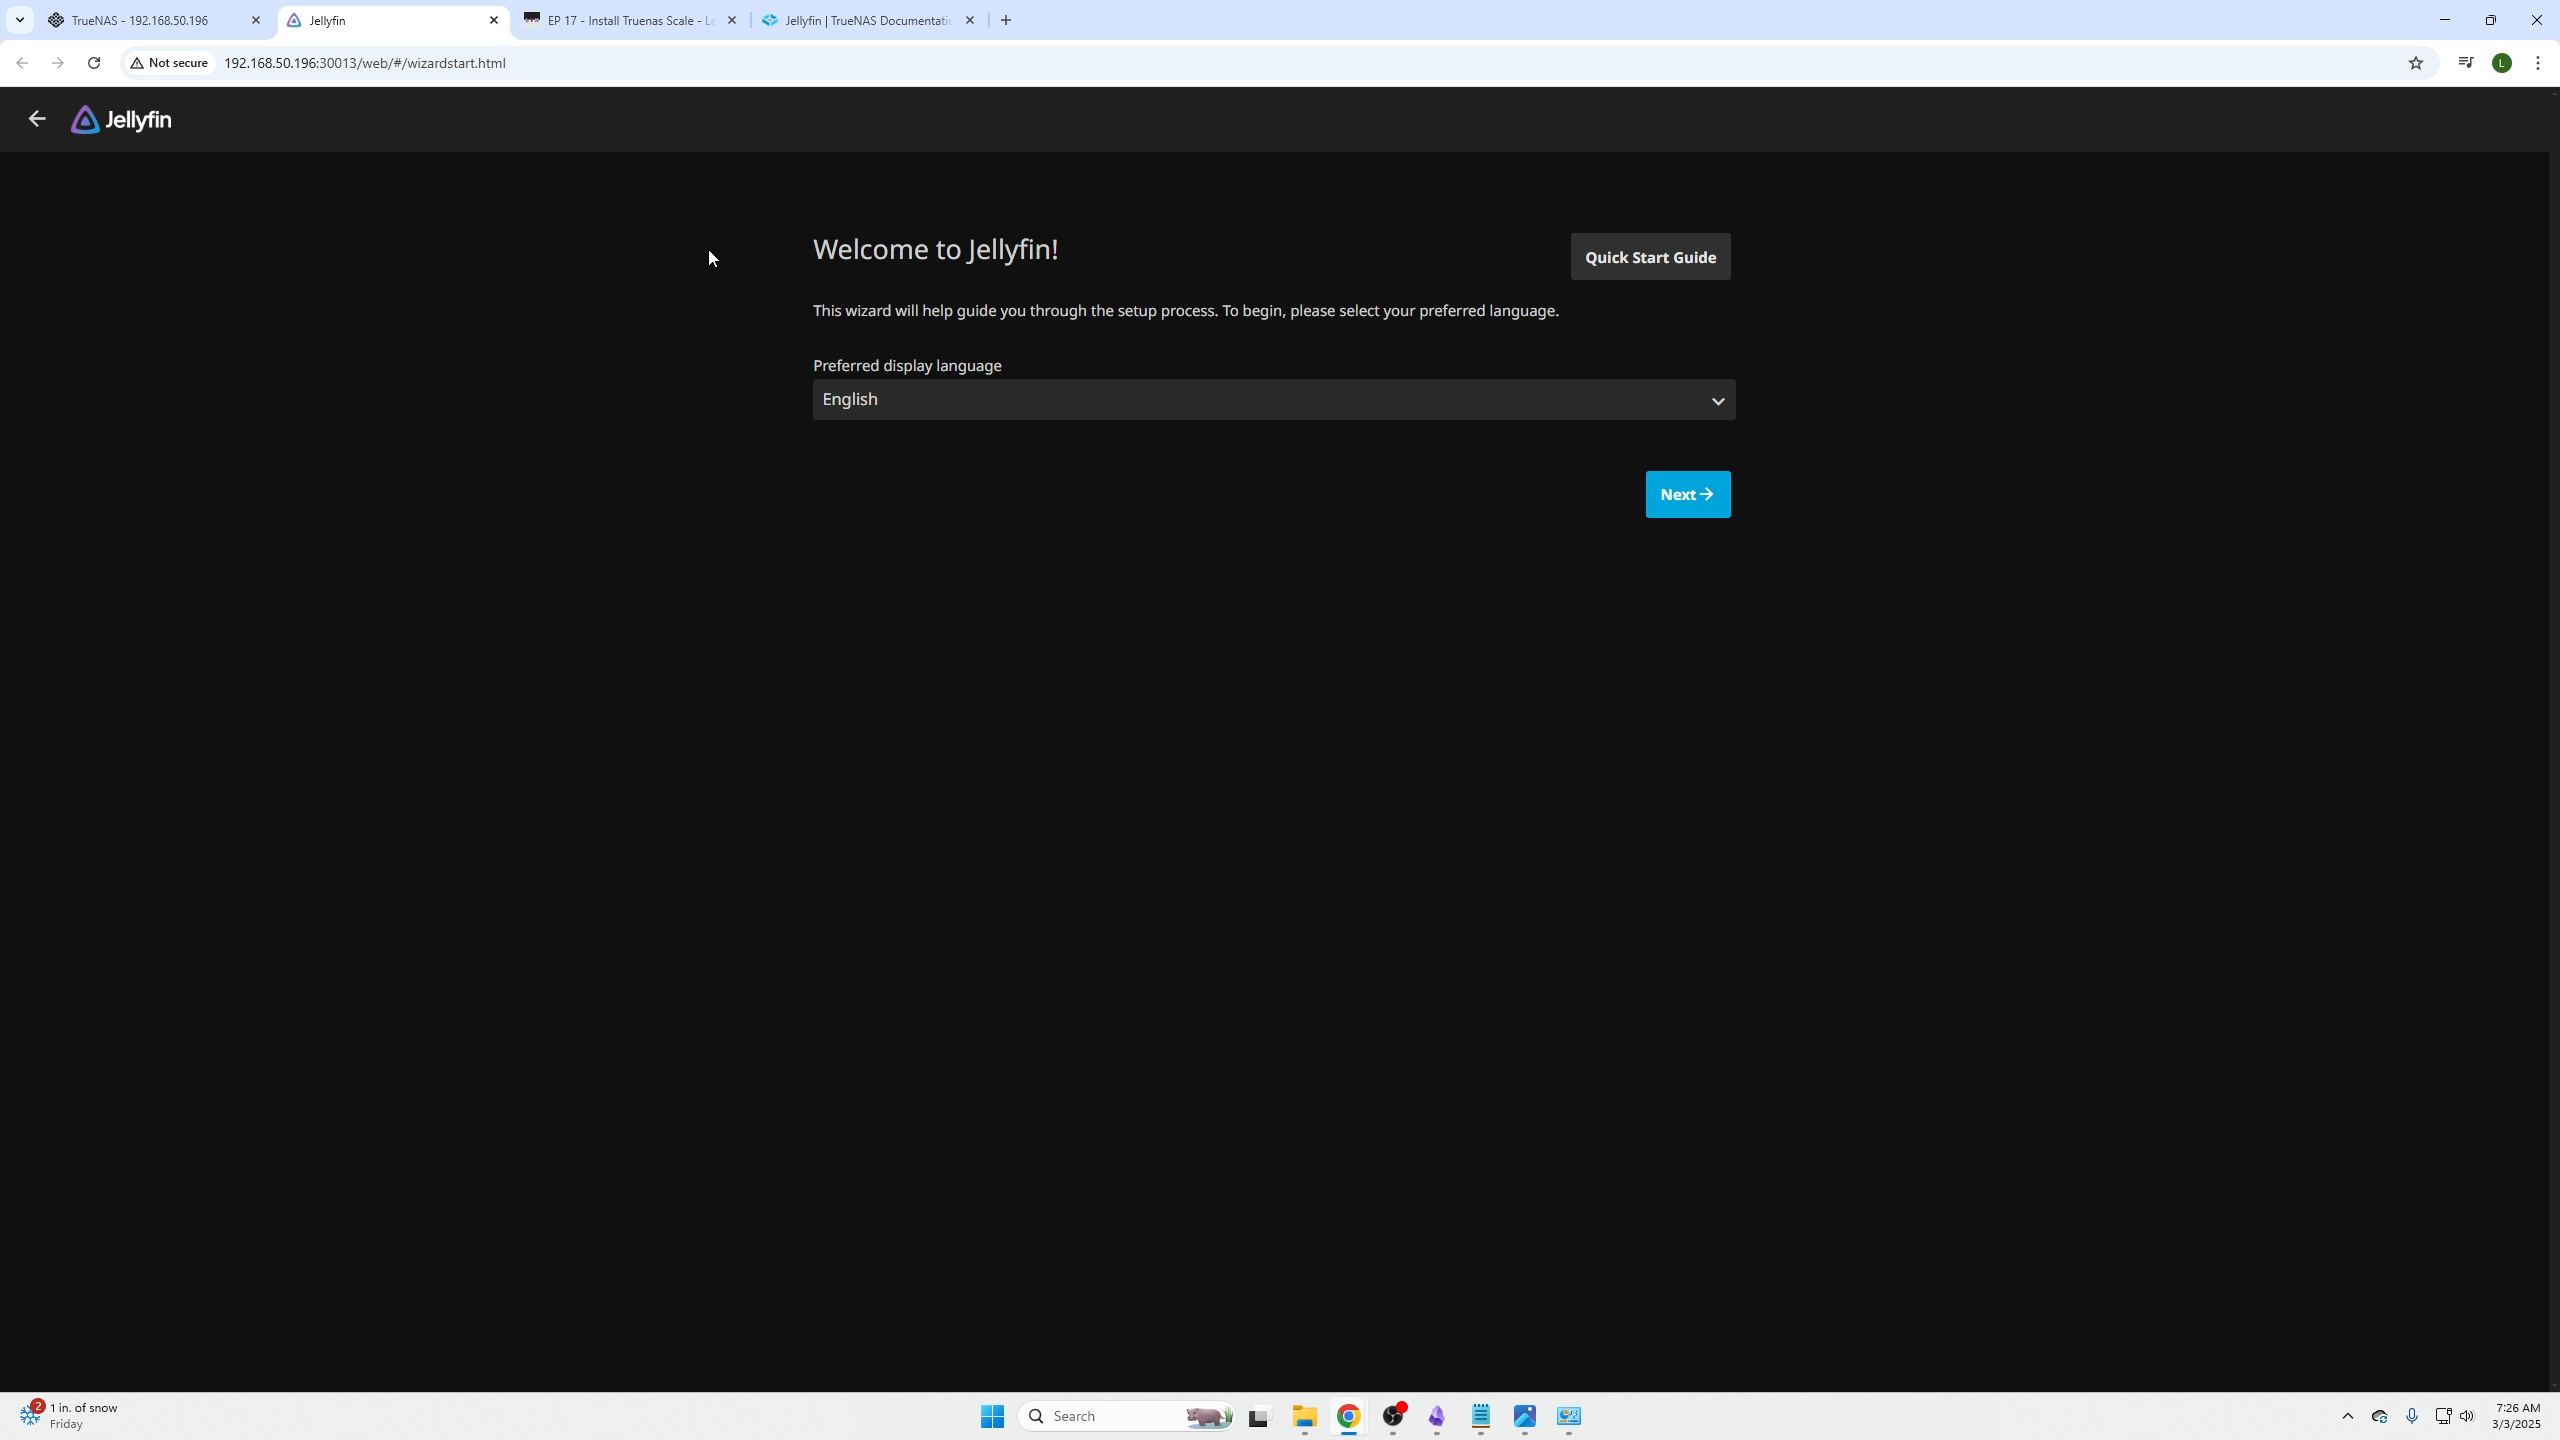 TrueNAS - 192.168.50.196
Jellyfin
EP 17 - Install Truenas Scale - Le
Jellyfin | TrueNAS Documentatic
Not secure
192.168.50.196:30013/web/#/wizardstart.html
L
Jellyfin
Welcome to Jellyfin!
Quick Start Guide
This wizard will help guide you through the setup process. To begin, please select your preferred language.
Preferred display language
English
Next
2
1 in. of snow
Friday
Search
7:26 AM
3/3/2025